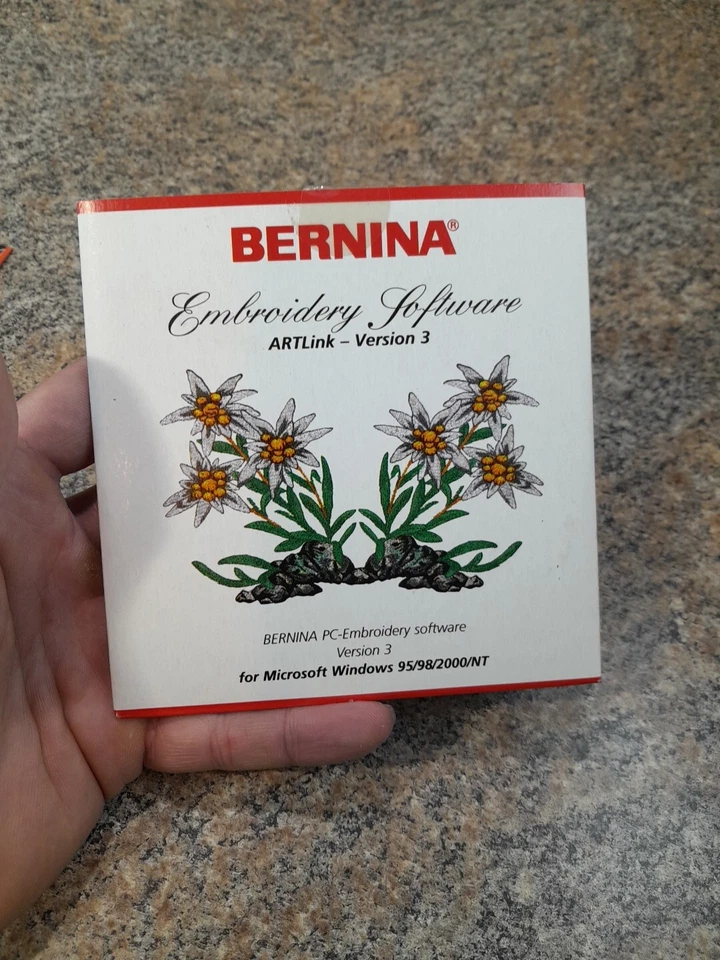 BERNINA®
Embroidery Software
ARTLink – Version 3
BERNINA PC-Embroidery software
Version 3
for Microsoft Windows 95/98/2000/NT